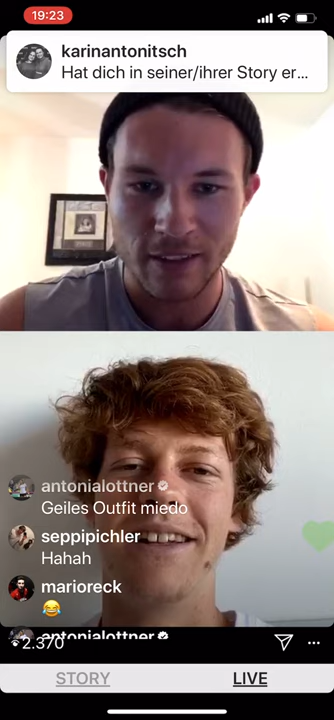 19:23
karinantonitsch
Hat dich in seiner/ihrer Story er...
antonialottner
Geiles Outfit miedo
seppipichler
Hahah
marioreck
😂
antonialottner
2.370
STORY
LIVE